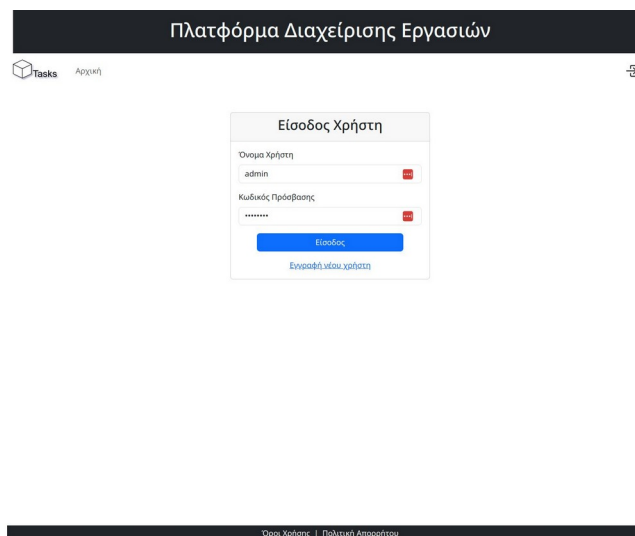 Πλατφόρμα Διαχείρισης Εργασιών
Tasks Αρχική
Είσοδος Χρήστη
Όνομα Χρήστη
admin
Κωδικός Πρόσβασης
••••••••
Είσοδος
Εγγραφή νέου χρήστη
Όροι Χρήσης | Πολιτική Απορρήτου